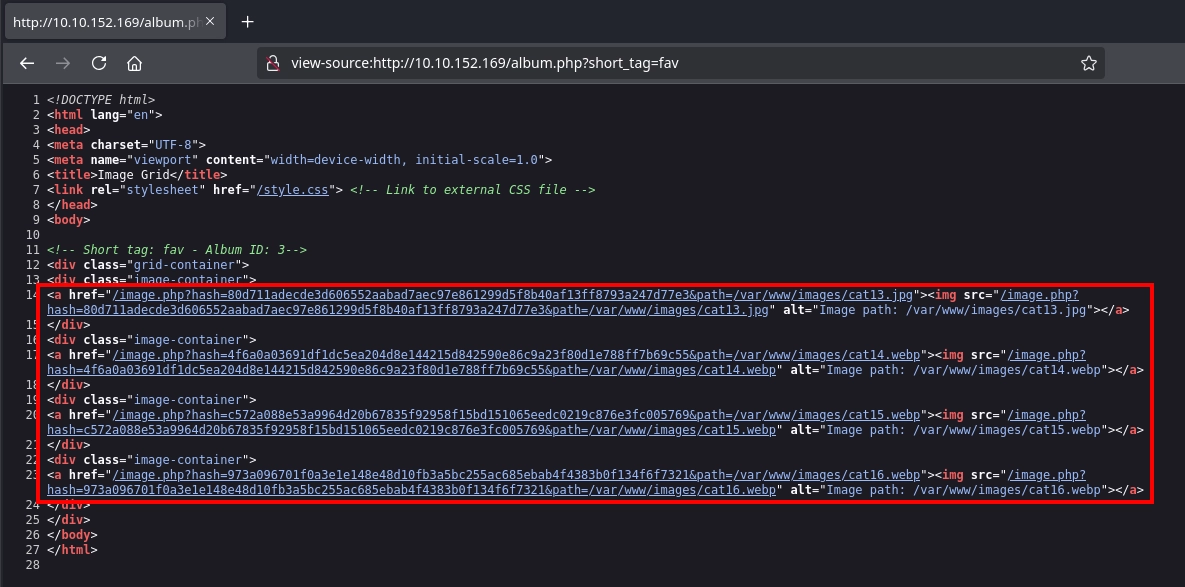 http://10.10.152.169/album.ph
view-source:http://10.10.152.169/album.php?short_tag=fav
1 <!DOCTYPE html>
2 <html lang="en">
3 <head>
4 <meta charset="UTF-8">
5 <meta name="viewport" content="width=device-width, initial-scale=1.0">
6 <title>Image Grid</title>
7 <link rel="stylesheet" href="/style.css"> <!-- Link to external CSS file -->
8 </head>
9 <body>
10
11 <!-- Short tag: fav - Album ID: 3-->
12 <div class="grid-container">
13 <div class="image-container">
14 <a href="/image.php?hash=80d711adecde3d606552aabad7aec97e861299d5f8b40af13ff8793a247d77e3&path=/var/www/images/cat13.jpg"><img src="/image.php?
hash=80d711adecde3d606552aabad7aec97e861299d5f8b40af13ff8793a247d77e3&path=/var/www/images/cat13.jpg" alt="Image path: /var/www/images/cat13.jpg"></a>
15 </div>
16 <div class="image-container">
17 <a href="/image.php?hash=4f6a0a03691df1dc5ea204d8e144215d842590e86c9a23f80d1e788ff7b69c55&path=/var/www/images/cat14.webp"><img src="/image.php?
hash=4f6a0a03691df1dc5ea204d8e144215d842590e86c9a23f80d1e788ff7b69c55&path=/var/www/images/cat14.webp" alt="Image path: /var/www/images/cat14.webp"></a>
18 </div>
19 <div class="image-container">
20 <a href="/image.php?hash=c572a088e53a9964d20b67835f92958f15bd151065eedc0219c876e3fc005769&path=/var/www/images/cat15.webp"><img src="/image.php?
hash=c572a088e53a9964d20b67835f92958f15bd151065eedc0219c876e3fc005769&path=/var/www/images/cat15.webp" alt="Image path: /var/www/images/cat15.webp"></a>
21 </div>
22 <div class="image-container">
23 <a href="/image.php?hash=973a096701f0a3e1e148e48d10fb3a5bc255ac685ebab4f4383b0f134f6f7321&path=/var/www/images/cat16.webp"><img src="/image.php?
hash=973a096701f0a3e1e148e48d10fb3a5bc255ac685ebab4f4383b0f134f6f7321&path=/var/www/images/cat16.webp" alt="Image path: /var/www/images/cat16.webp"></a>
24 </div>
25 </div>
26 </body>
27 </html>
28